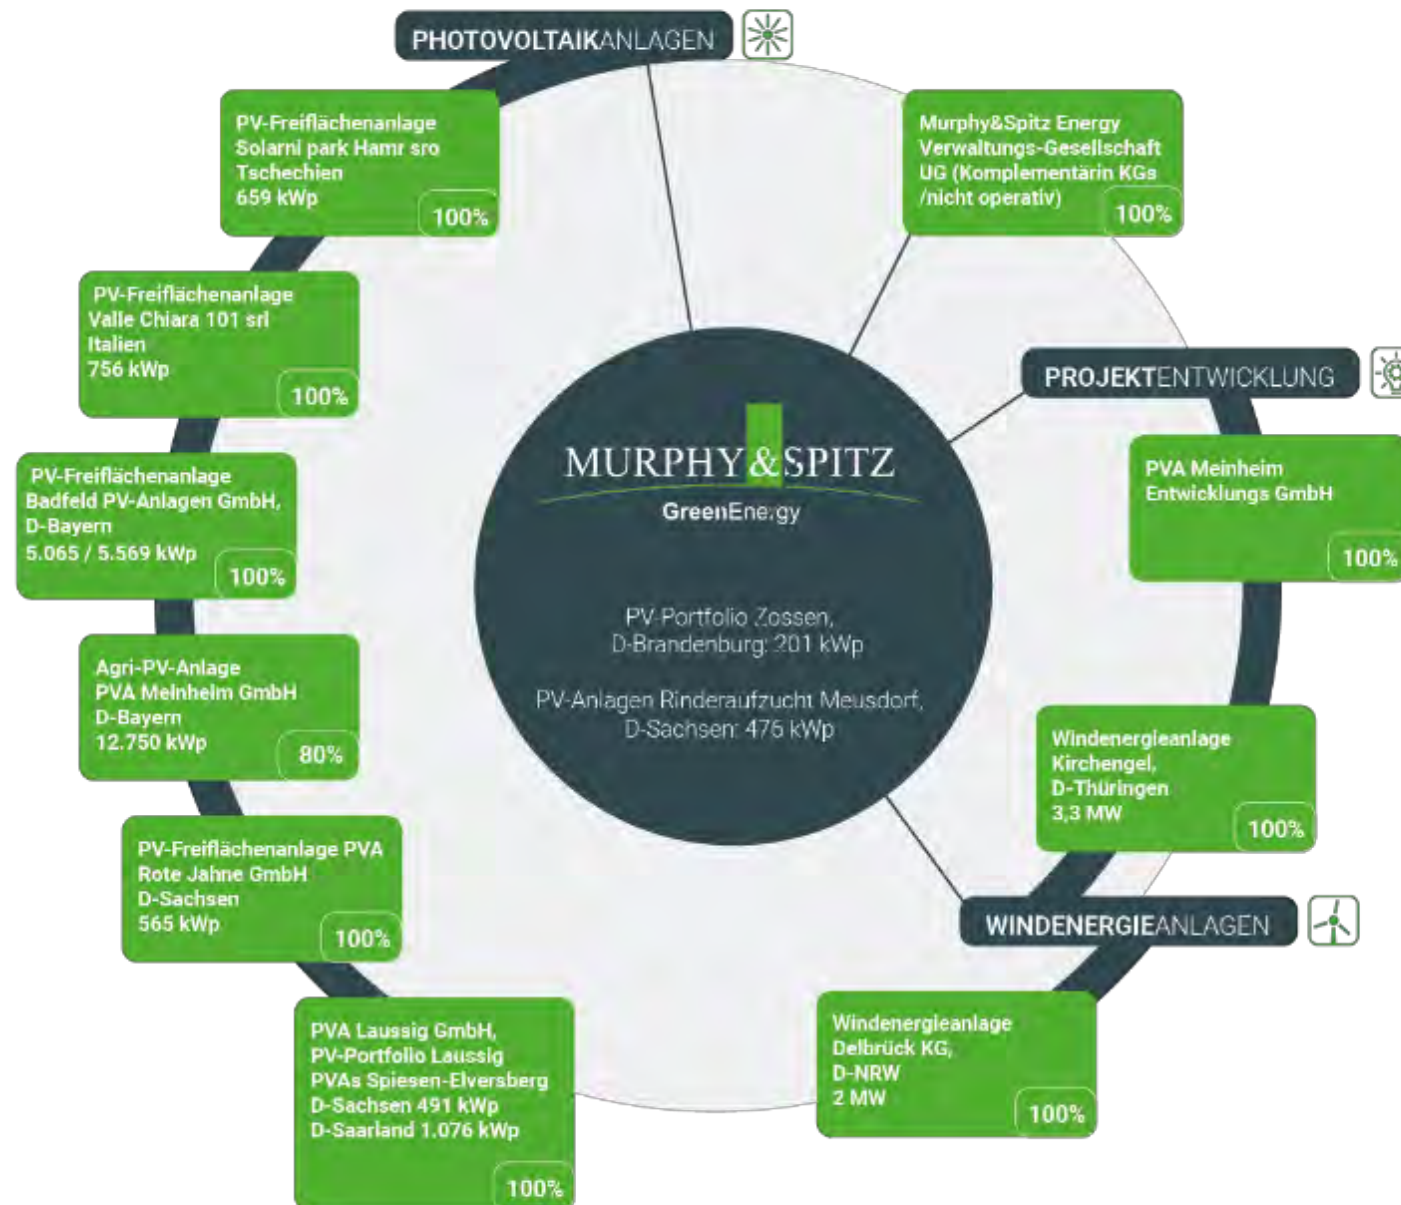 PHOTOVOLTAIKANLAGEN
PV-Freiflächenanlage
Solarni park Hamr sro
Tschechien
659 kWp
100%
PV-Freiflächenanlage
Valle Chiara 101 srl
Italien
756 kWp
100%
PV-Freiflächenanlage
Badfeld PV-Anlagen GmbH,
D-Bayern
5.065 / 5.569 kWp
100%
Agri-PV-Anlage
PVA Meinheim GmbH
D-Bayern
12.750 kWp
80%
PV-Freiflächenanlage PVA
Rote Jahne GmbH
D-Sachsen
565 kWp
100%
PVA Laussig GmbH,
PV-Portfolio Laussig
PVAs Spiesen-Elversberg
D-Sachsen 491 kWp
D-Saarland 1.076 kWp
100%
MURPHY&SPITZ
GreenEnergy
PV-Portfolio Zossen,
D-Brandenburg: 201 kWp
PV-Anlagen Rinderaufzucht Meusdorf,
D-Sachsen: 476 kWp
Murphy&Spitz Energy
Verwaltungs-Gesellschaft
UG (Komplementärin KGs
/nicht operativ)
100%
PROJEKTENTWICKLUNG
PVA Meinheim
Entwicklungs GmbH
100%
Windenergieanlage
Kirchengel,
D-Thüringen
3,3 MW
100%
WINDENERGIEANLAGEN
Windenergieanlage
Delbrück KG,
D-NRW
2 MW
100%